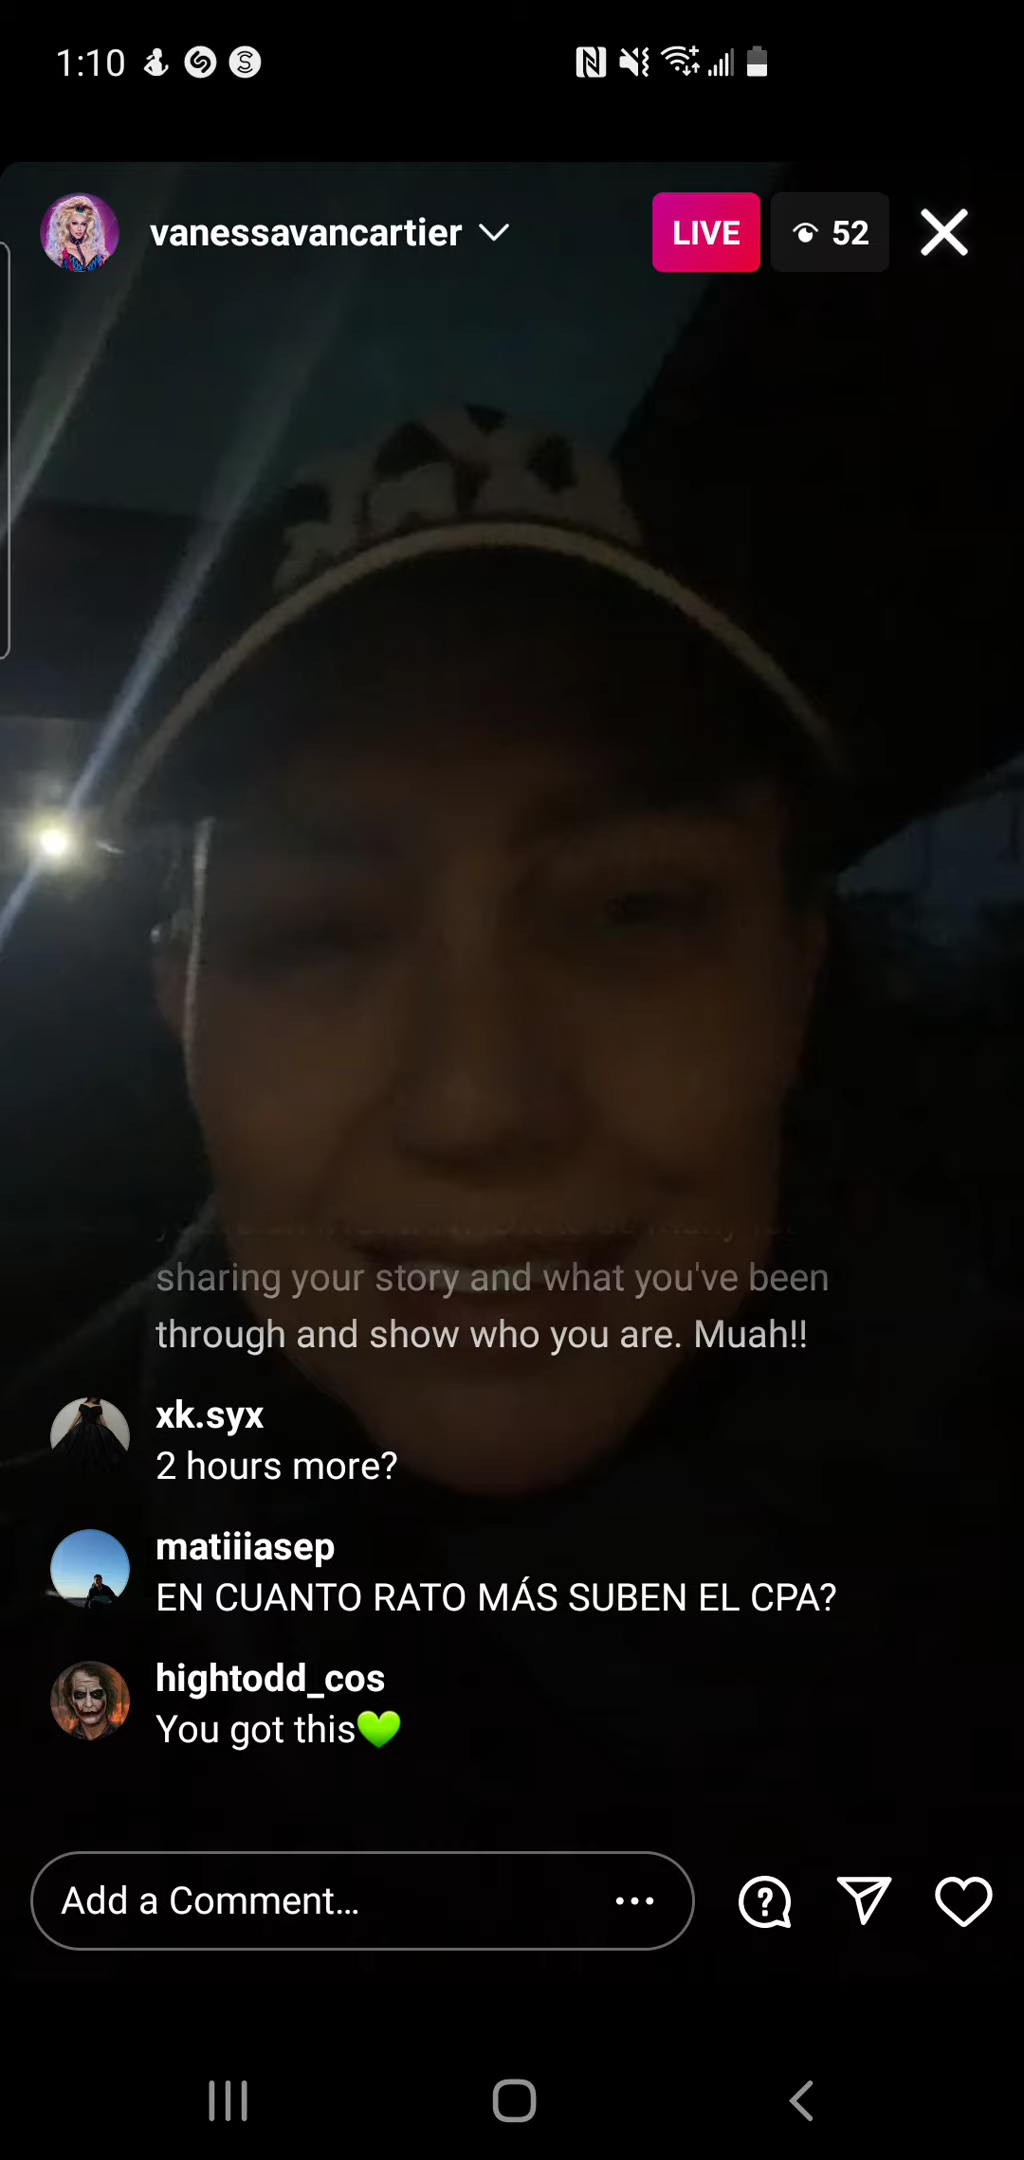 1:10
vanessavancartier
LIVE
52
sharing your story and what you've been
through and show who you are. Muah!!
xk.syx
2 hours more?
matiiiasep
EN CUANTO RATO MÁS SUBEN EL CPA?
hightodd_cos
You got this💚
Add a Comment...